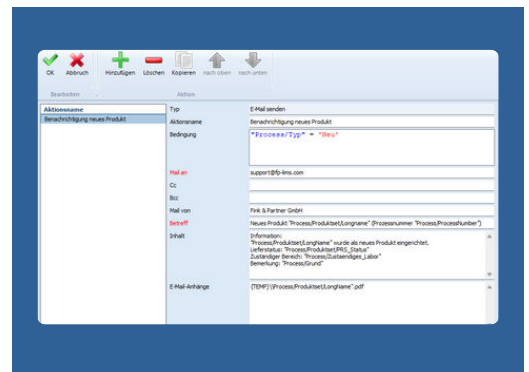 OK Abbruch Hinzufügen Löschen Kopieren nach oben nach unten
Bearbeiten Aktion
Aktionsname
Benachrichtigung neues Produkt
Typ E-Mail senden
Aktionsname Benachrichtigung neues Produkt
Bedingung "Process/Typ" = 'Neu'
Mail an support@fp-lims.com
Cc
Bcc
Mail von Fink & Partner GmbH
Betreff Neues Produkt "Process/Produktset/Longname" (Prozessnummer "Process/ProcessNumber")
Inhalt Information:
"Process/Produktset/LongName" wurde als neues Produkt eingerichtet.
Lieferstatus: "Process/Produktset/PRS_Status"
Zuständiger Bereich: "Process/Zustaendiges_Labor"
Bemerkung: "Process/Grund"
E-Mail-Anhänge {TEMP}\"Process/Produktset/LongName".pdf